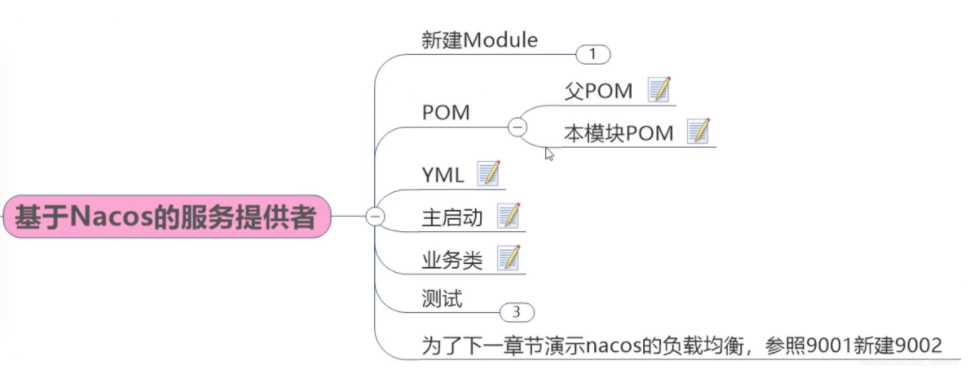 新建Module
1
父POM
POM
本模块POM
YML
基于Nacos的服务提供者
主启动
业务类
测试
3
为了下一章节演示nacos的负载均衡，参照9001新建9002